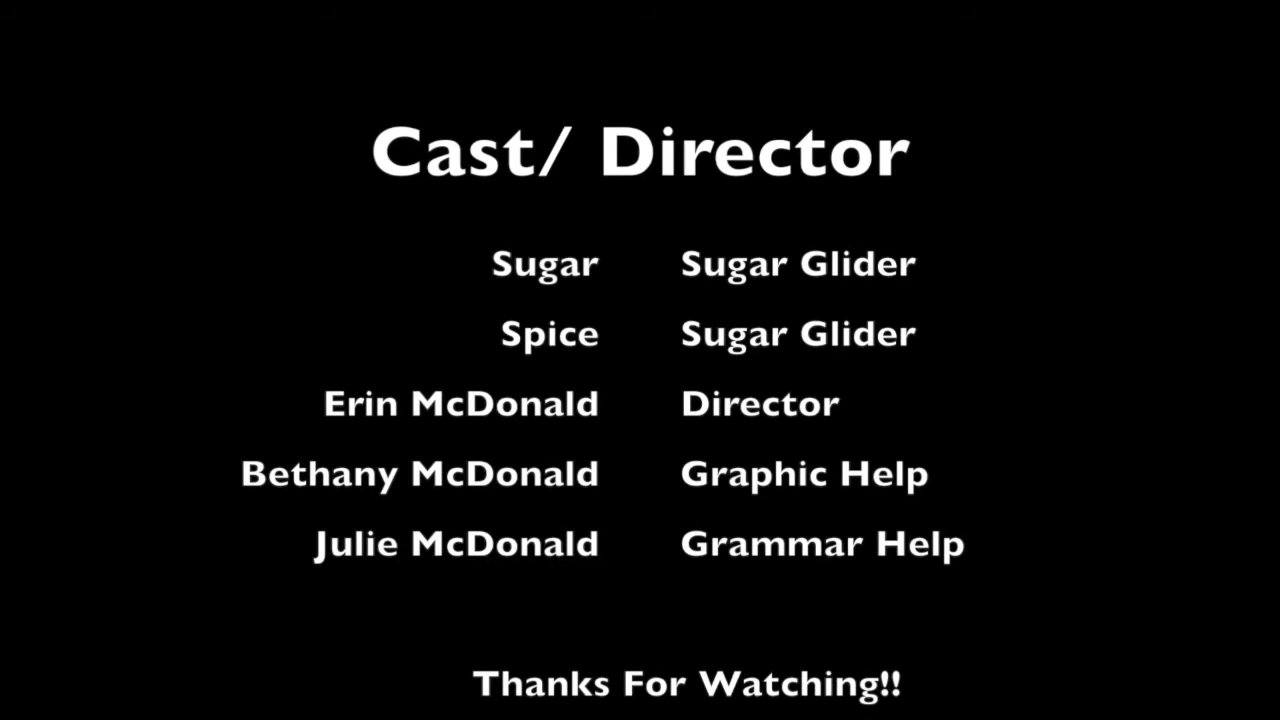 Cast/ Director
Sugar Sugar Glider
Spice Sugar Glider
Erin McDonald Director
Bethany McDonald Graphic Help
Julie McDonald Grammar Help
Thanks For Watching!!